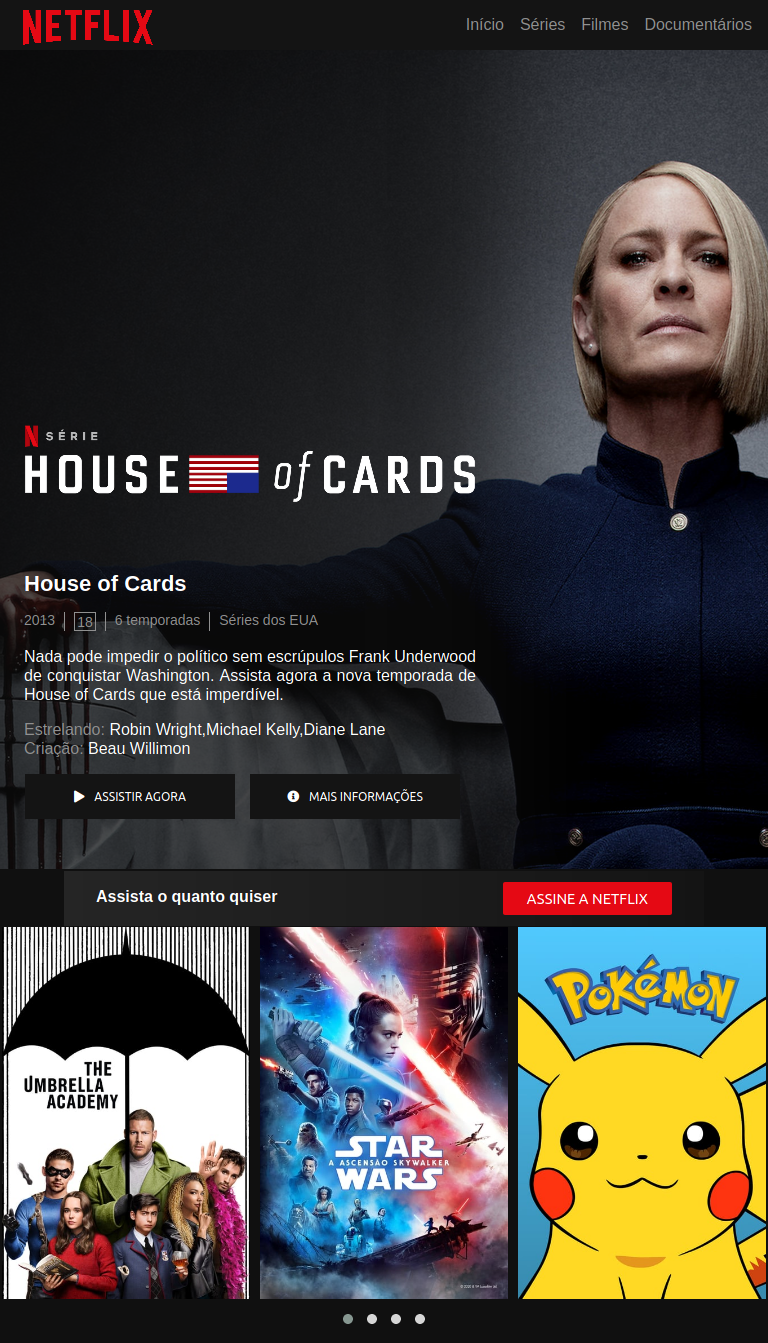 NETFLIX
Início Séries Filmes Documentários
N SÉRIE
HOUSE of CARDS
House of Cards
2013 18 6 temporadas Séries dos EUA
Nada pode impedir o político sem escrúpulos Frank Underwood
de conquistar Washington. Assista agora a nova temporada de
House of Cards que está imperdível.
Estrelando: Robin Wright,Michael Kelly,Diane Lane
Criação: Beau Willimon
ASSISTIR AGORA
MAIS INFORMAÇÕES
Assista o quanto quiser
ASSINE A NETFLIX
THE
UMBRELLA
ACADEMY
STAR
A ASCENSÃO SKYWALKER
WARS
POKéMON